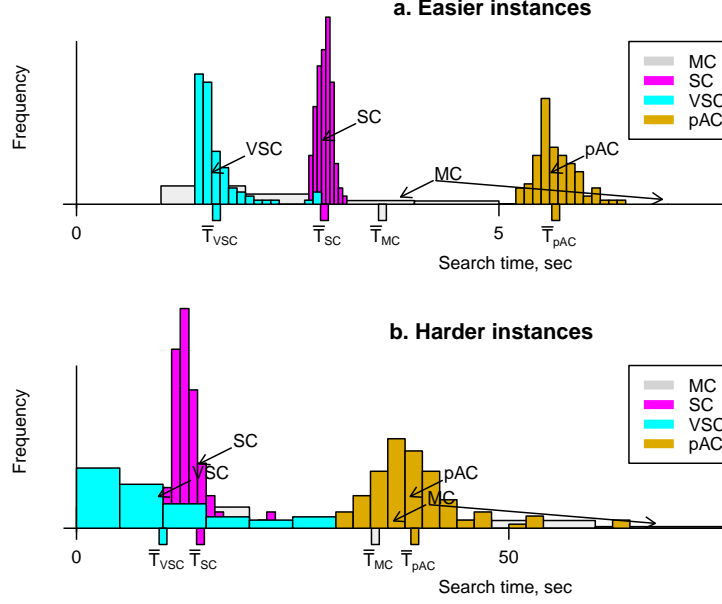 a. Easier instances
Frequency
MC
SC
VSC
pAC
VSC
SC
MC
pAC
0
5
T̅VSC
T̅SC
T̅MC
T̅pAC
Search time, sec
b. Harder instances
Frequency
MC
SC
VSC
pAC
SC
VSC
pAC
MC
0
50
T̅VSC
T̅SC
T̅MC
T̅pAC
Search time, sec